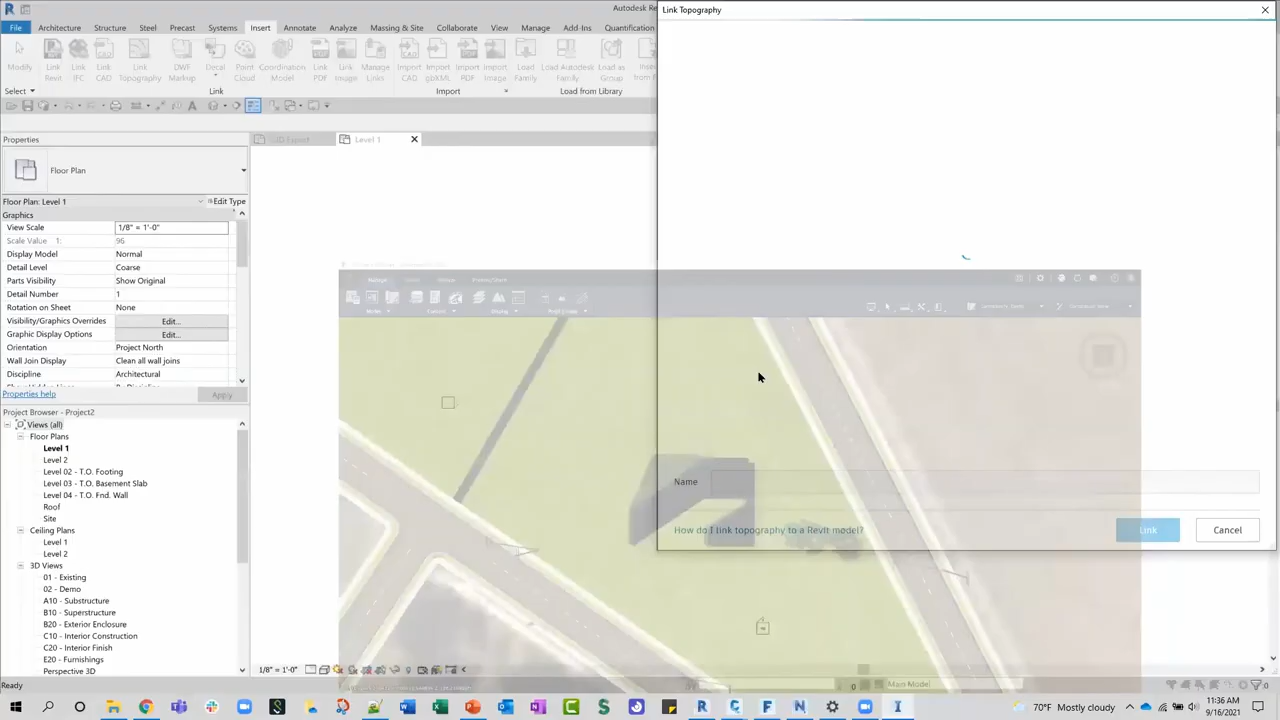 Autodesk Re
Link Topography
File Architecture Structure Steel Precast Systems Insert Annotate Analyze Massing & Site Collaborate View Manage Add-Ins Quantification
Modify
Link Revit
Link IFC
Link CAD
Link Topography
DWF Markup
Decal
Point Cloud
Coordination Model
Link PDF
Link Image
Manage Links
Import CAD
Import gbXML
Import PDF
Import Image
Load Family
Load Autodesk Family
Load as Group
Select
Link
Import
Load from Library
Properties
Level 1
Floor Plan
Floor Plan: Level 1
Edit Type
Graphics
View Scale 1/8" = 1'-0"
Scale Value 1: 96
Display Model Normal
Detail Level Coarse
Parts Visibility Show Original
Detail Number 1
Rotation on Sheet None
Visibility/Graphics Overrides Edit...
Graphic Display Options Edit...
Orientation Project North
Wall Join Display Clean all wall joins
Discipline Architectural
Properties help
Apply
Project Browser - Project2
Views (all)
Floor Plans
Level 1
Level 2
Level 02 - T.O. Footing
Level 03 - T.O. Basement Slab
Level 04 - T.O. Fnd. Wall
Roof
Site
Ceiling Plans
Level 1
Level 2
3D Views
01 - Existing
02 - Demo
A10 - Substructure
B10 - Superstructure
B20 - Exterior Enclosure
C10 - Interior Construction
C20 - Interior Finish
E20 - Furnishings
Perspective 3D
Name
How do I link topography to a Revit model?
Link
Cancel
1/8" = 1'-0"
Ready
0
Main Model
:0
70°F Mostly cloudy
11:36 AM
9/16/2021